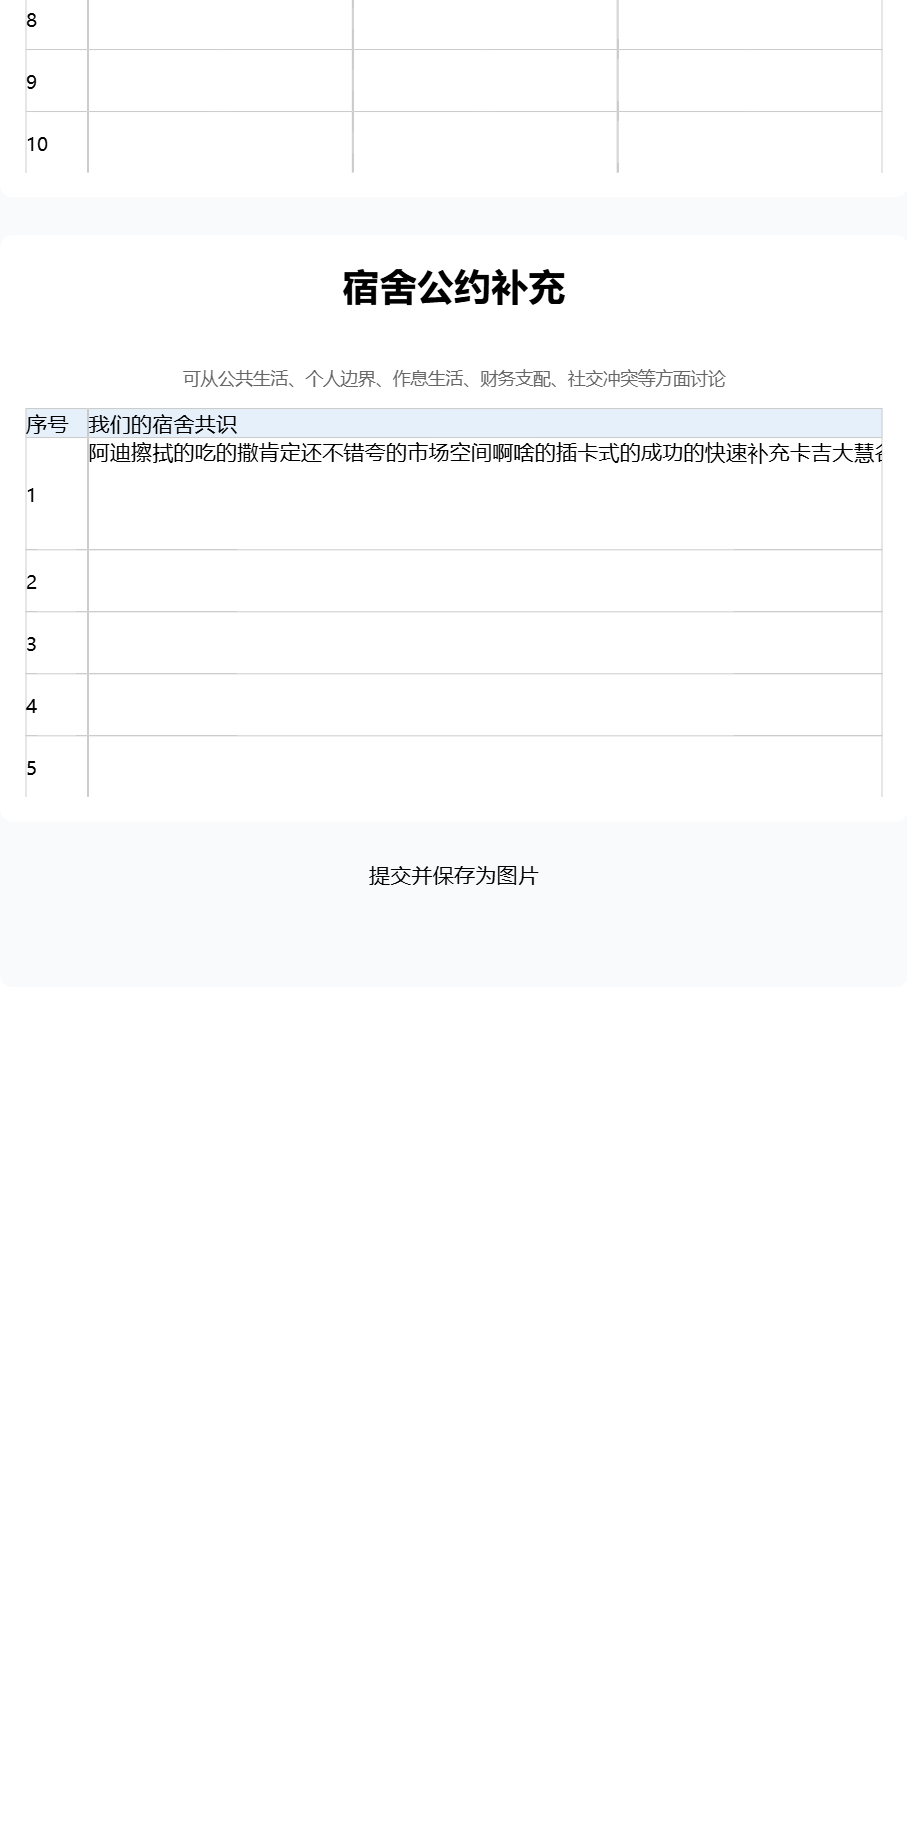 8
9
10
宿舍公约补充
可从公共生活、个人边界、作息生活、财务支配、社交冲突等方面讨论
序号 我们的宿舍共识
1 阿迪擦拭的吃的撒肯定还不错夸的市场空间啊啥的插卡式的成功的快速补充卡吉大慧
2
3
4
5
提交并保存为图片